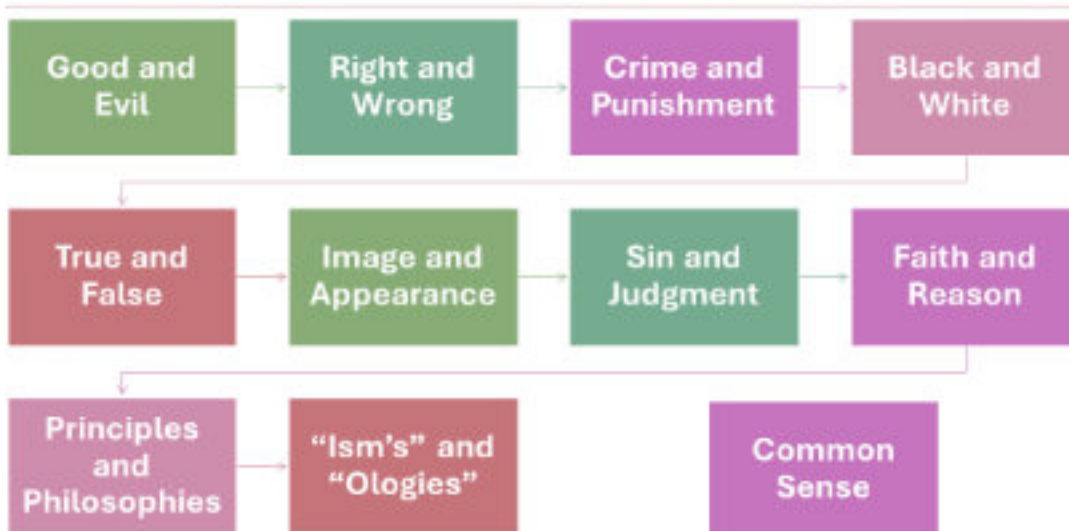 Good and
Evil
Right and
Wrong
Crime and
Punishment
Black and
White
True and
False
Image and
Appearance
Sin and
Judgment
Faith and
Reason
Principles
and
Philosophies
“Ism’s” and
“Ologies”
Common
Sense